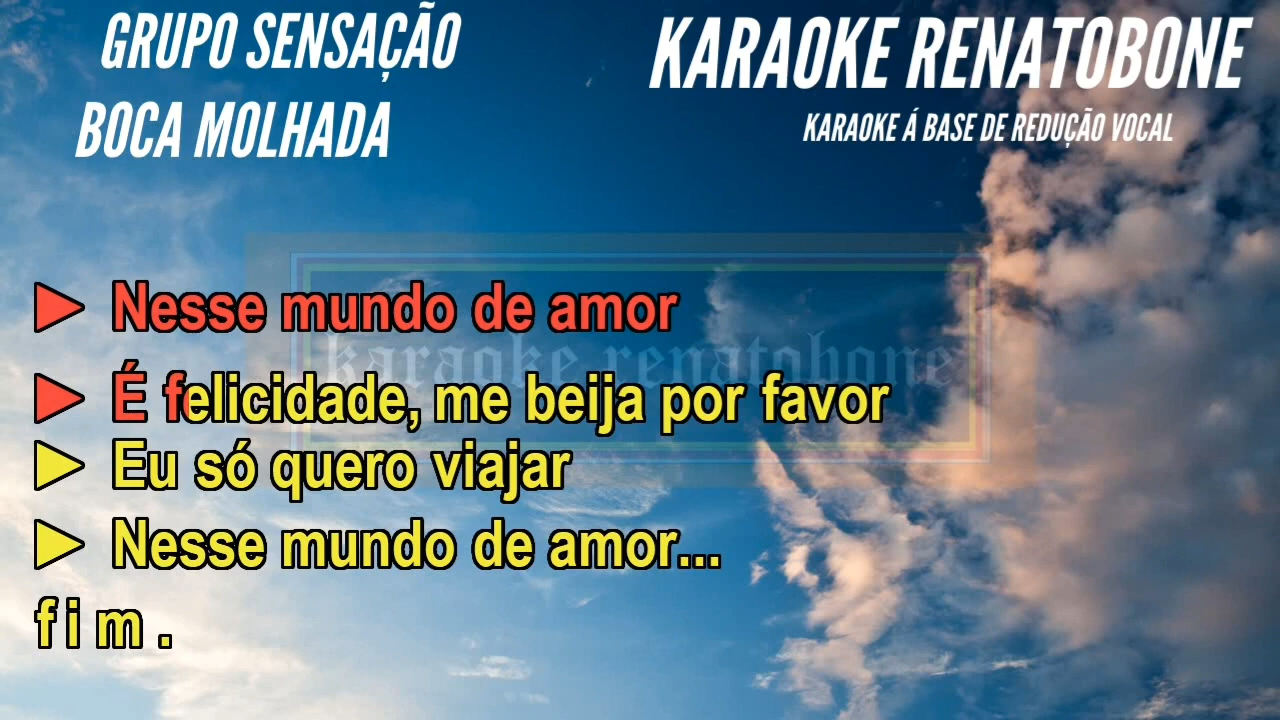 GRUPO SENSAÇÃO
BOCA MOLHADA
KARAOKE RENATOBONE
KARAOKE Á BASE DE REDUÇÃO VOCAL
► Nesse mundo de amor
karaoke renatobone
► É felicidade, me beija por favor
► Eu só quero viajar
► Nesse mundo de amor...
f i m .